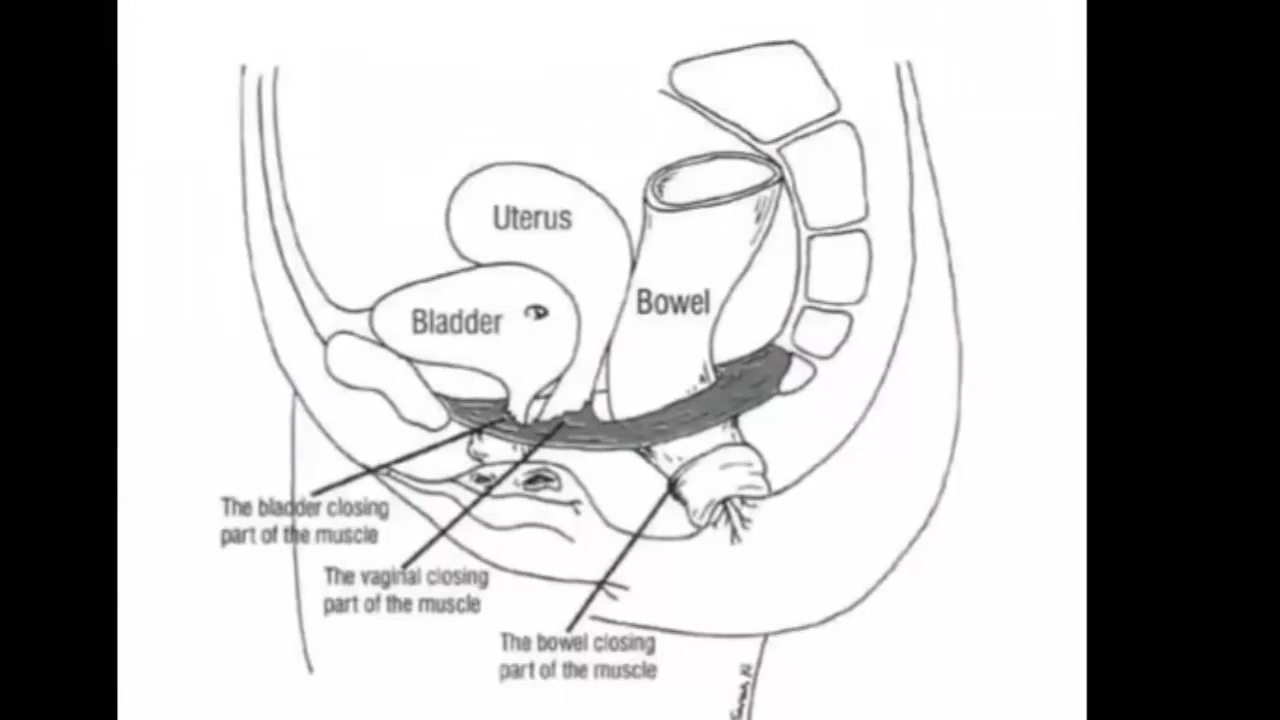 Uterus
Bowel
Bladder
The bladder closing
part of the muscle
The vaginal closing
part of the muscle
The bowel closing
part of the muscle